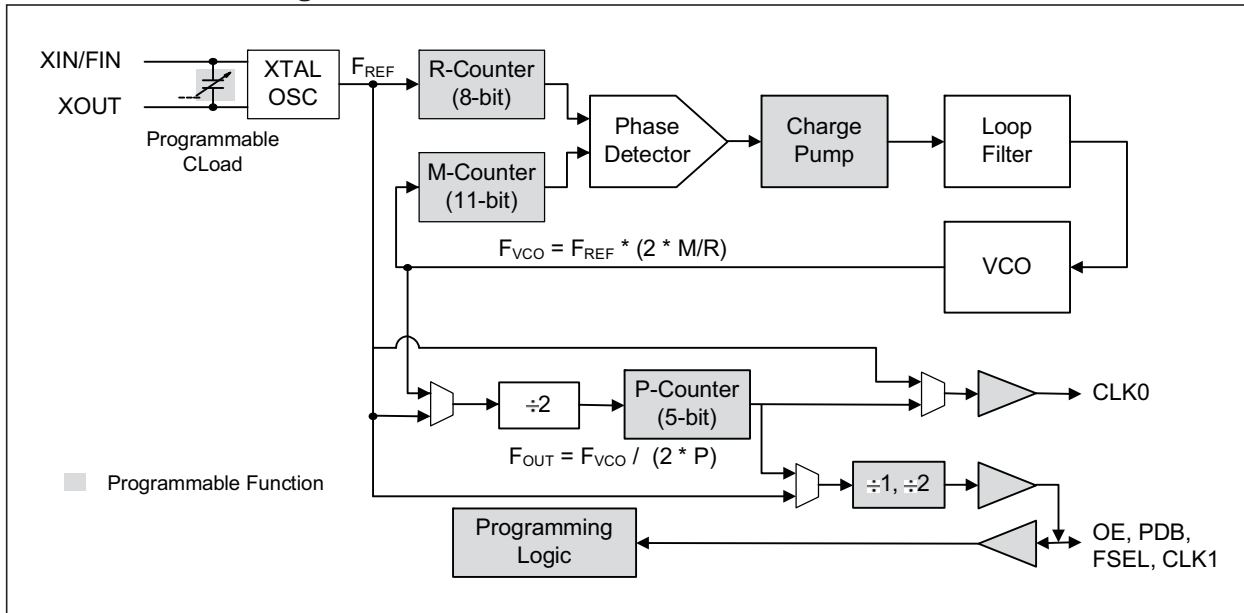 XIN/FIN
XOUT
Programmable
CLoad
XTAL
OSC
FREF
R-Counter
(8-bit)
M-Counter
(11-bit)
Phase
Detector
Charge
Pump
Loop
Filter
VCO
FVCO = FREF * (2 * M/R)
÷2
P-Counter
(5-bit)
FOUT = FVCO / (2 * P)
CLK0
÷1, ÷2
Programming
Logic
OE, PDB,
FSEL, CLK1
Programmable Function